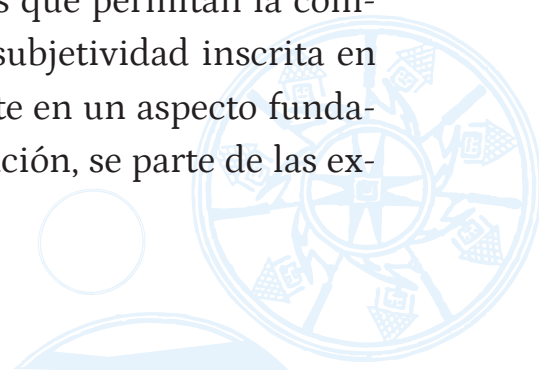 s que permitan la com-
subjetividad inscrita en
te en un aspecto funda-
ción, se parte de las ex-